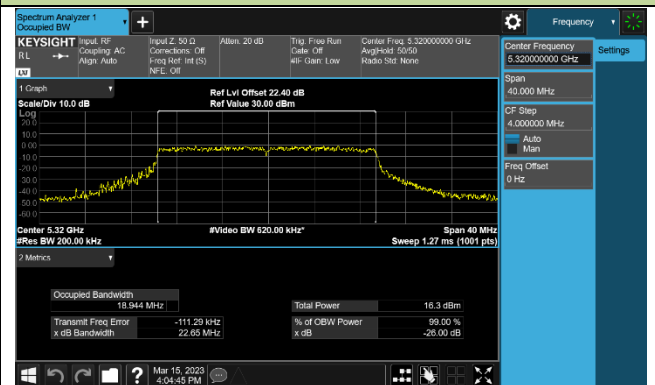 Spectrum Analyzer 1
Occupied BW
Frequency
KEYSIGHT
RL
LXI
Input: RF
Coupling: AC
Align: Auto
Input Z: 50 Ω
Corrections: Off
Freq Ref: Int (S)
NFE: Off
Atten: 20 dB
Trig: Free Run
Gate: Off
#IF Gain: Low
Center Freq: 5.320000000 GHz
Avg|Hold: 50/50
Radio Std: None
Center Frequency
5.320000000 GHz
Settings
Span
40.000 MHz
CF Step
4.000000 MHz
Auto
Man
Freq Offset
0 Hz
1 Graph
Scale/Div 10.0 dB
Ref Lvl Offset 22.40 dB
Ref Value 30.00 dBm
Log
20.0
10.0
0.00
-10.0
-20.0
-30.0
-40.0
-50.0
-60.0
Center 5.32 GHz
#Res BW 200.00 kHz
#Video BW 620.00 kHz*
Span 40 MHz
Sweep 1.27 ms (1001 pts)
2 Metrics
Occupied Bandwidth
18.944 MHz
Total Power 16.3 dBm
Transmit Freq Error -111.29 kHz
% of OBW Power 99.00 %
x dB Bandwidth 22.65 MHz
x dB -26.00 dB
?
Mar 15, 2023
4:04:45 PM